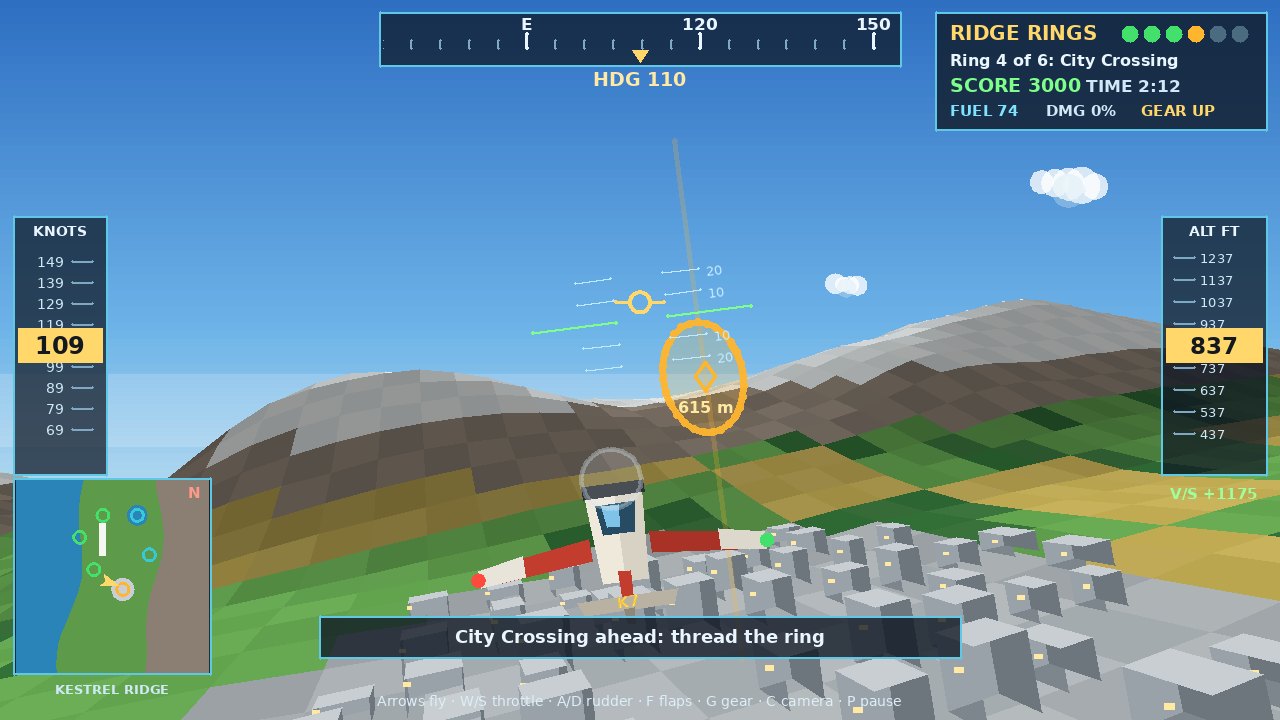 E 120 150
HDG 110
RIDGE RINGS
Ring 4 of 6: City Crossing
SCORE 3000 TIME 2:12
FUEL 74 DMG 0% GEAR UP
KNOTS
149
139
129
119
109
99
89
79
69
ALT FT
1237
1137
1037
937
837
737
637
537
437
V/S +1175
20
10
10
20
615 m
N
KESTREL RIDGE
K7
City Crossing ahead: thread the ring
Arrows fly · W/S throttle · A/D rudder · F flaps · G gear · C camera · P pause